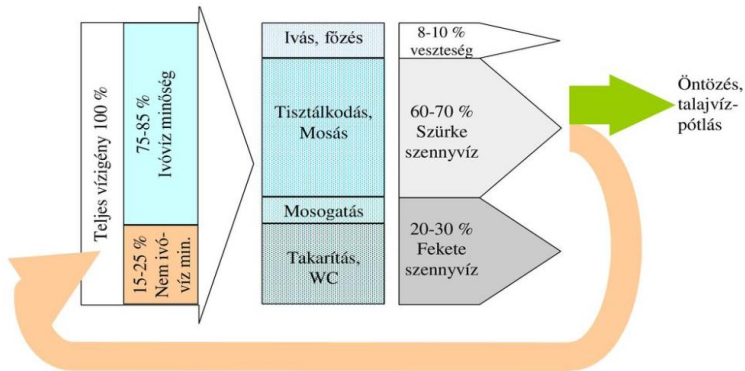 Teljes vízigény 100 %
75-85 %
Ivóvíz minőség
15-25 %
Nem ivó-
víz min.
Ivás, főzés
Tisztálkodás,
Mosás
Mosogatás
Takarítás,
WC
8-10 %
veszteség
60-70 %
Szürke
szennyvíz
20-30 %
Fekete
szennyvíz
Öntözés,
talajvíz-
pótlás